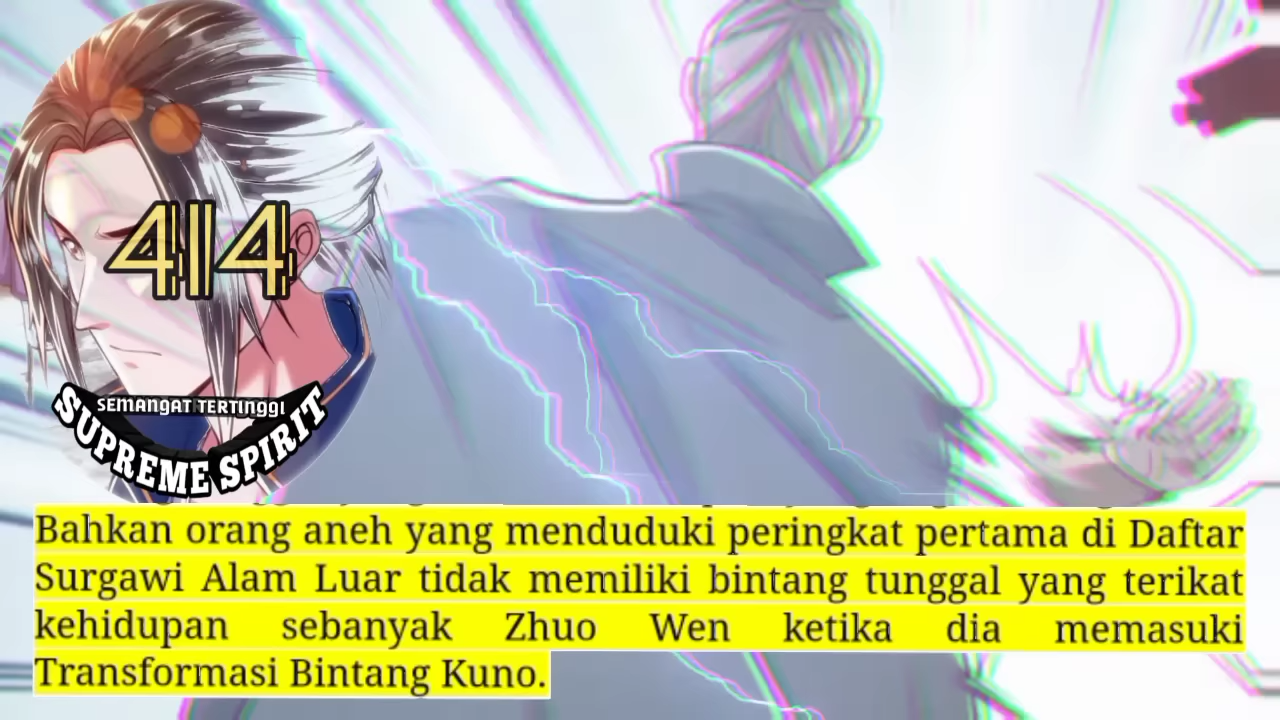 414
SEMANGAT TERTINGGI
SUPREME SPIRIT
Bahkan orang aneh yang menduduki peringkat pertama di Daftar
Surgawi Alam Luar tidak memiliki bintang tunggal yang terikat
kehidupan sebanyak Zhuo Wen ketika dia memasuki
Transformasi Bintang Kuno.